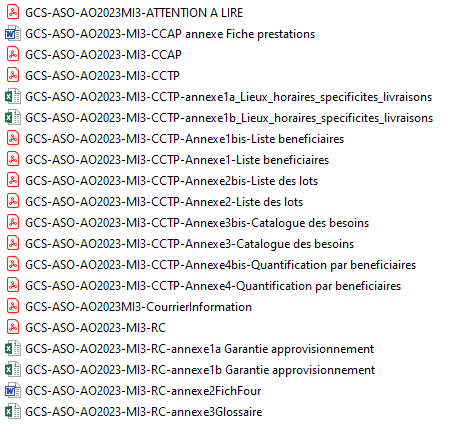 GCS-ASO-AO2023MI3-ATTENTION A LIRE
GCS-ASO-AO2023-MI3-CCAP annexe Fiche prestations
GCS-ASO-AO2023-MI3-CCAP
GCS-ASO-AO2023-MI3-CCTP
GCS-ASO-AO2023-MI3-CCTP-annexe1a_Lieux_horaires_specificites_livraisons
GCS-ASO-AO2023-MI3-CCTP-annexe1b_Lieux_horaires_specificites_livraisons
GCS-ASO-AO2023-MI3-CCTP-Annexe1bis-Liste beneficiaires
GCS-ASO-AO2023-MI3-CCTP-Annexe1-Liste beneficiaires
GCS-ASO-AO2023-MI3-CCTP-Annexe2bis-Liste des lots
GCS-ASO-AO2023-MI3-CCTP-Annexe2-Liste des lots
GCS-ASO-AO2023-MI3-CCTP-Annexe3bis-Catalogue des besoins
GCS-ASO-AO2023-MI3-CCTP-Annexe3-Catalogue des besoins
GCS-ASO-AO2023-MI3-CCTP-Annexe4bis-Quantification par beneficiaires
GCS-ASO-AO2023-MI3-CCTP-Annexe4-Quantification par beneficiaires
GCS-ASO-AO2023MI3-CourrierInformation
GCS-ASO-AO2023-MI3-RC
GCS-ASO-AO2023-MI3-RC-annexe1a Garantie approvisionnement
GCS-ASO-AO2023-MI3-RC-annexe1b Garantie approvisionnement
GCS-ASO-AO2023-MI3-RC-annexe2FichFour
GCS-ASO-AO2023-MI3-RC-annexe3Glossaire